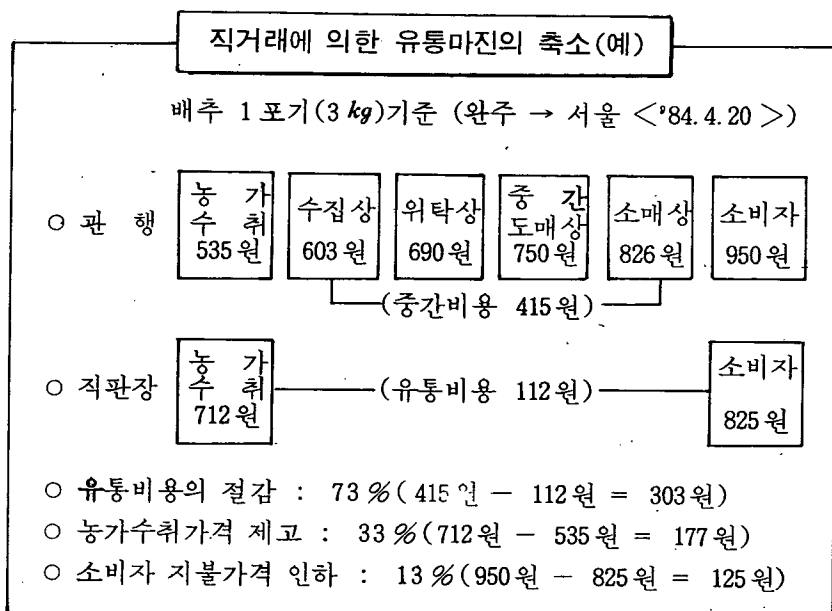 직거래에 의한 유통마진의 축소(예)
배추 1포기(3kg)기준 (완주 → 서울 <'84.4.20>)
○ 관 행
농 가
수 취
535원
수집상
603원
위탁상
690원
중 간
도매상
750원
소매상
826원
소비자
950원
(중간비용 415원)
○ 직판장
농 가
수 취
712원
(유통비용 112원)
소비자
825원
○ 유통비용의 절감 : 73%(415원 - 112원 = 303원)
○ 농가수취가격 제고 : 33%(712원 - 535원 = 177원)
○ 소비자 지불가격 인하 : 13%(950원 - 825원 = 125원)